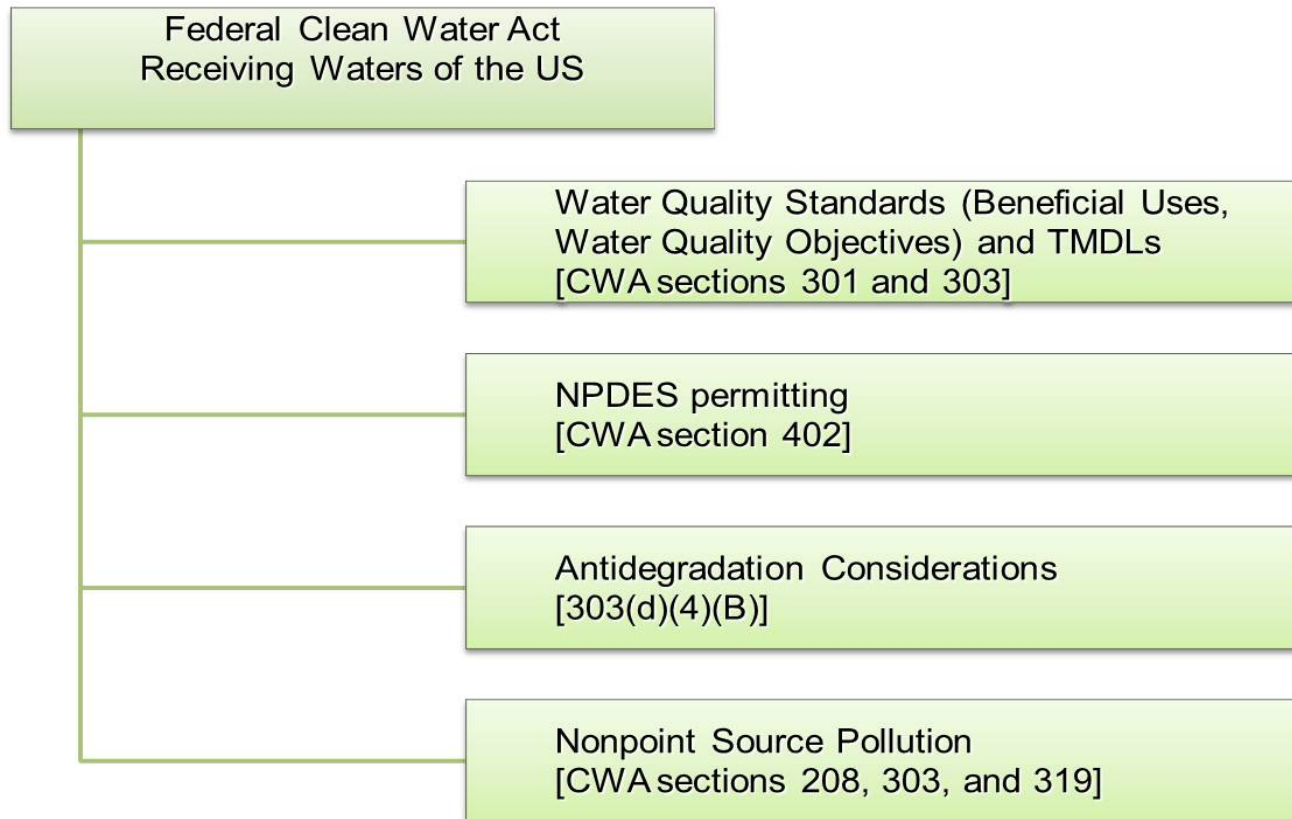 Federal Clean Water Act
Receiving Waters of the US
Water Quality Standards (Beneficial Uses,
Water Quality Objectives) and TMDLs
[CWA sections 301 and 303]
NPDES permitting
[CWA section 402]
Antidegradation Considerations
[303(d)(4)(B)]
Nonpoint Source Pollution
[CWA sections 208, 303, and 319]